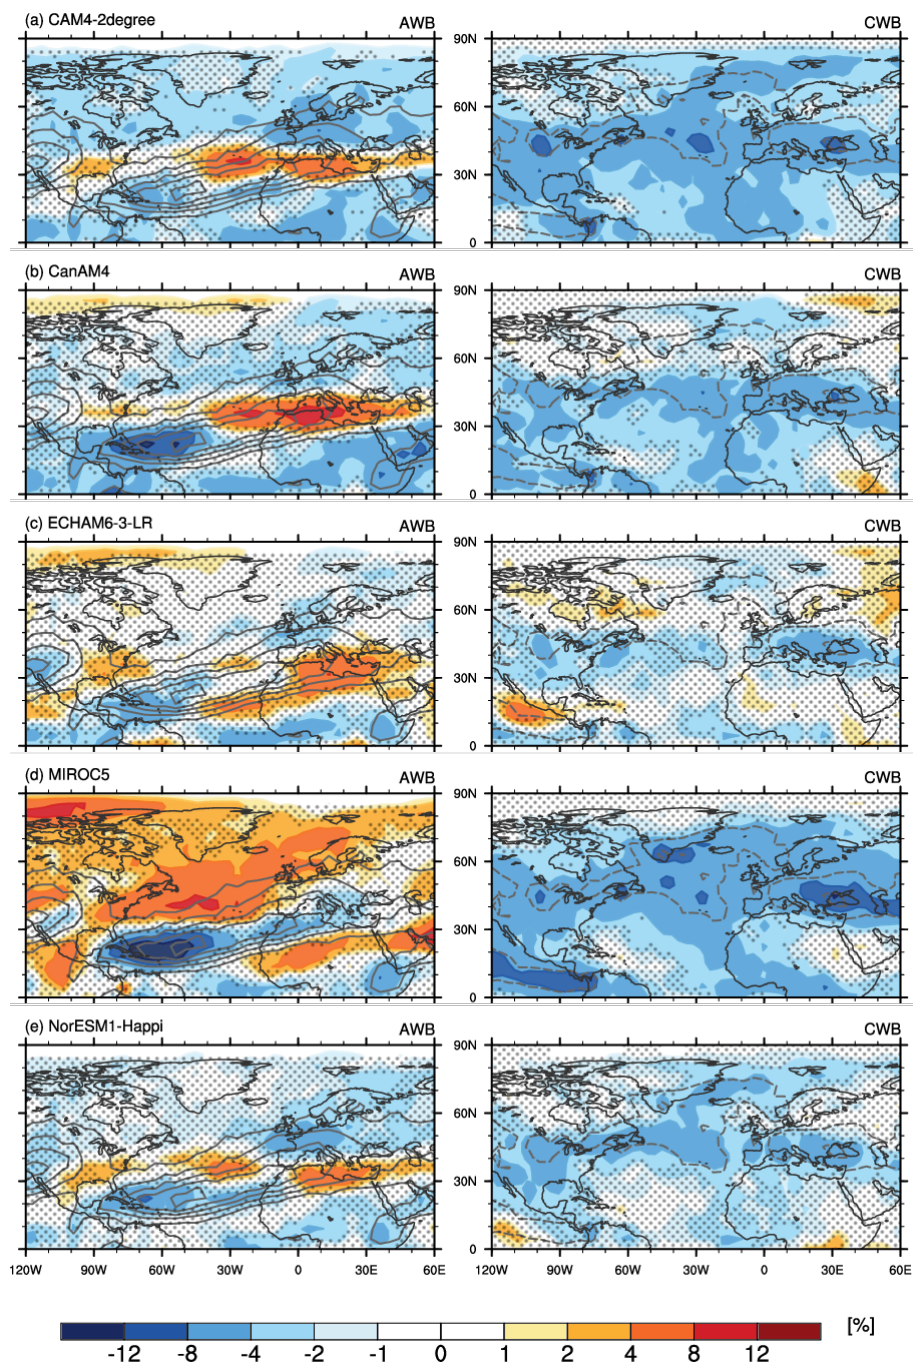 (a) CAM4-2degree AWB CWB
90N
60N
30N
0
(b) CanAM4 AWB CWB
90N
60N
30N
0
(c) ECHAM6-3-LR AWB CWB
90N
60N
30N
0
(d) MIROC5 AWB CWB
90N
60N
30N
0
(e) NorESM1-Happi AWB CWB
90N
60N
30N
0
120W 90W 60W 30W 0 30E 60E 120W 90W 60W 30W 0 30E 60E
[%]
-12 -8 -4 -2 -1 0 1 2 4 8 12